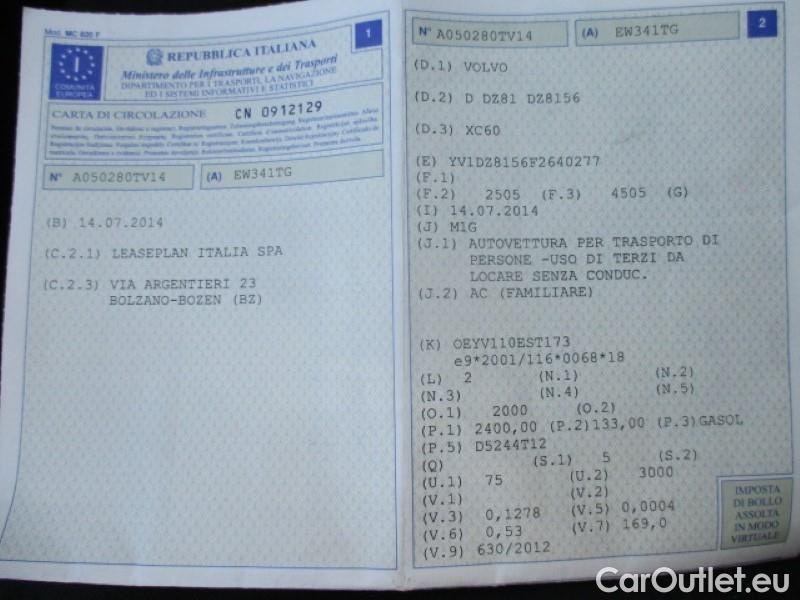 Mod. MC 820 F
1
I
COMUNITÀ
EUROPEA
REPUBBLICA ITALIANA
Ministero delle Infrastrutture e dei Trasporti
DIPARTIMENTO PER I TRASPORTI, LA NAVIGAZIONE
ED I SISTEMI INFORMATIVI E STATISTICI
CARTA DI CIRCOLAZIONE CN 0912129
N° A050280TV14 (A) EW341TG
(B) 14.07.2014
(C.2.1) LEASEPLAN ITALIA SPA
(C.2.3) VIA ARGENTIERI 23
BOLZANO-BOZEN (BZ)
N° A050280TV14 (A) EW341TG
2
(D.1) VOLVO
(D.2) D DZ81 DZ8156
(D.3) XC60
(E) YV1DZ8156F2640277
(F.1)
(F.2) 2505 (F.3) 4505 (G)
(I) 14.07.2014
(J) M1G
(J.1) AUTOVETTURA PER TRASPORTO DI
PERSONE -USO DI TERZI DA
LOCARE SENZA CONDUC.
(J.2) AC (FAMILIARE)
(K) OEYV110EST173
e9*2001/116*0068*18
(L) 2 (N.1) (N.2)
(N.3) (N.4) (N.5)
(O.1) 2000 (O.2)
(P.1) 2400,00 (P.2)133,00 (P.3)GASOL
(P.5) D5244T12
(Q) (S.1) 5 (S.2)
(U.1) 75 (U.2) 3000
(V.1) (V.2)
(V.3) 0,1278 (V.5) 0,0004
(V.6) 0,53 (V.7) 169,0
(V.9) 630/2012
IMPOSTA
DI BOLLO
ASSOLTA
IN MODO
VIRTUALE
CarOutlet.eu